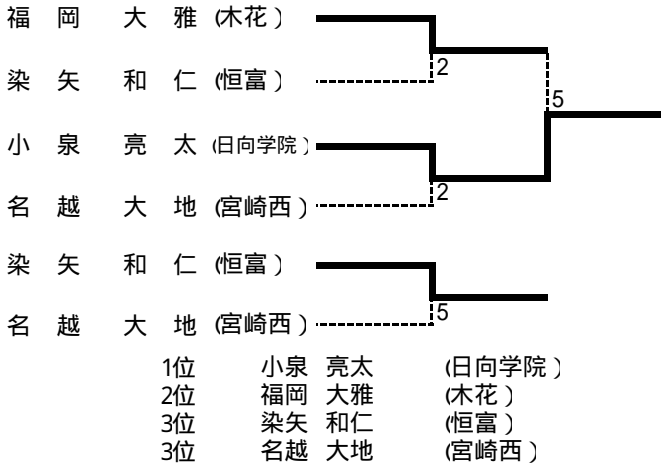 福岡 大雅 (木花)
2
染矢 和仁 (恒富)
5
小泉 亮太 (日向学院)
2
名越 大地 (宮崎西)
染矢 和仁 (恒富)
5
名越 大地 (宮崎西)
1位 小泉 亮太 (日向学院)
2位 福岡 大雅 (木花)
3位 染矢 和仁 (恒富)
3位 名越 大地 (宮崎西)